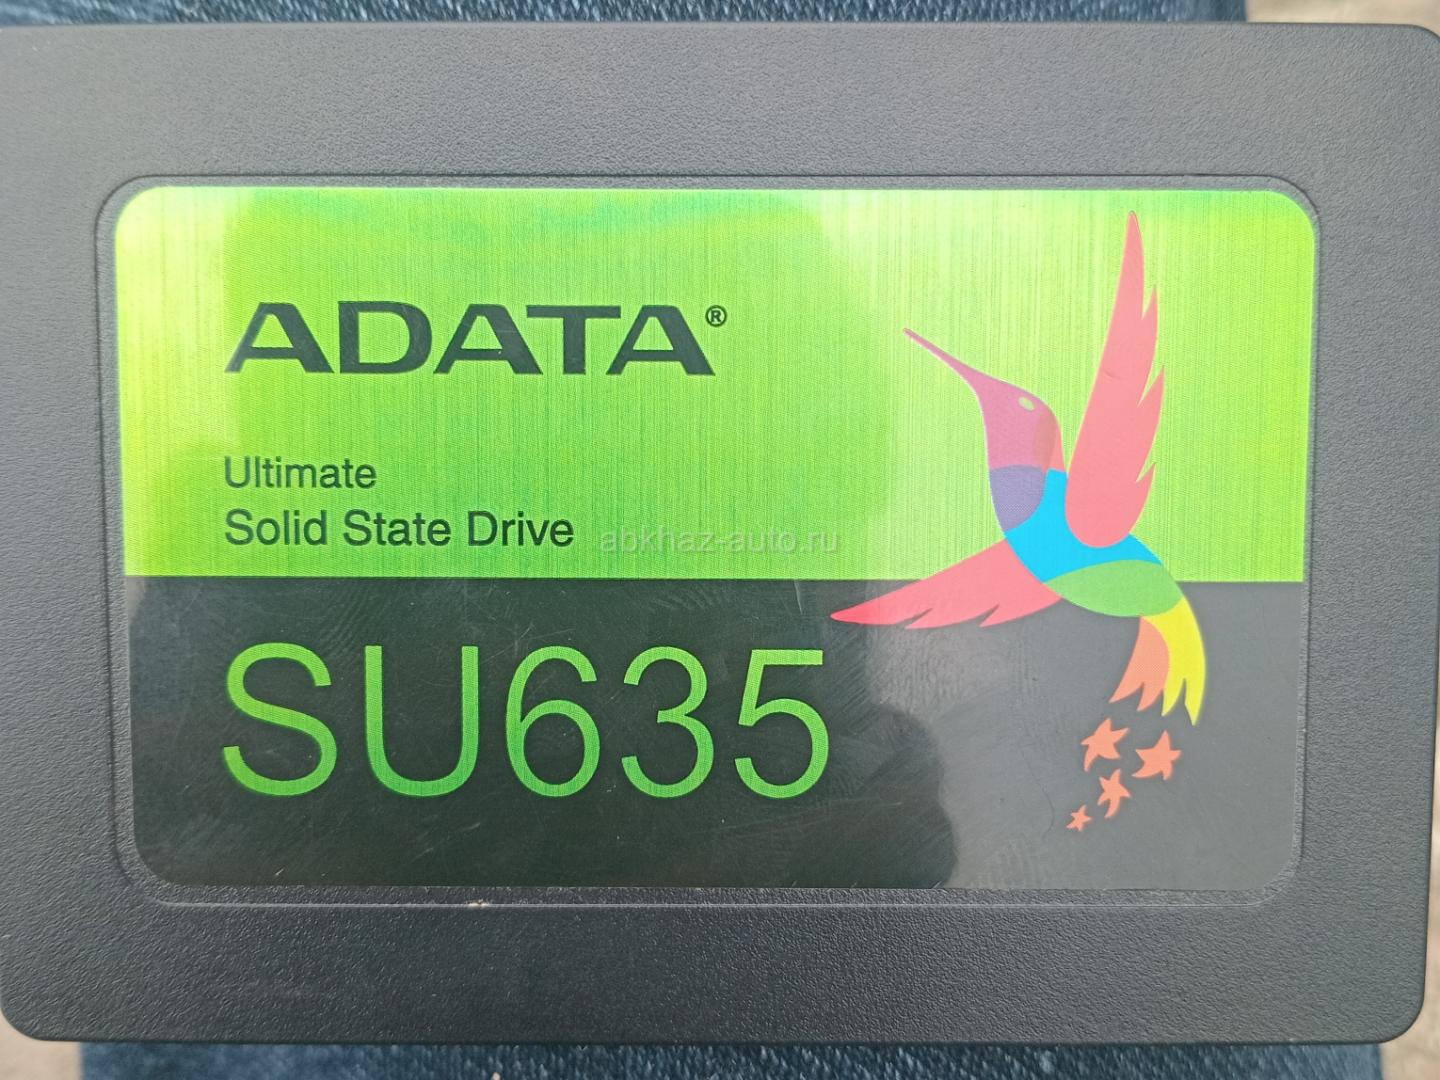 ADATA®
Ultimate
Solid State Drive
abkhaz-auto.ru
SU635